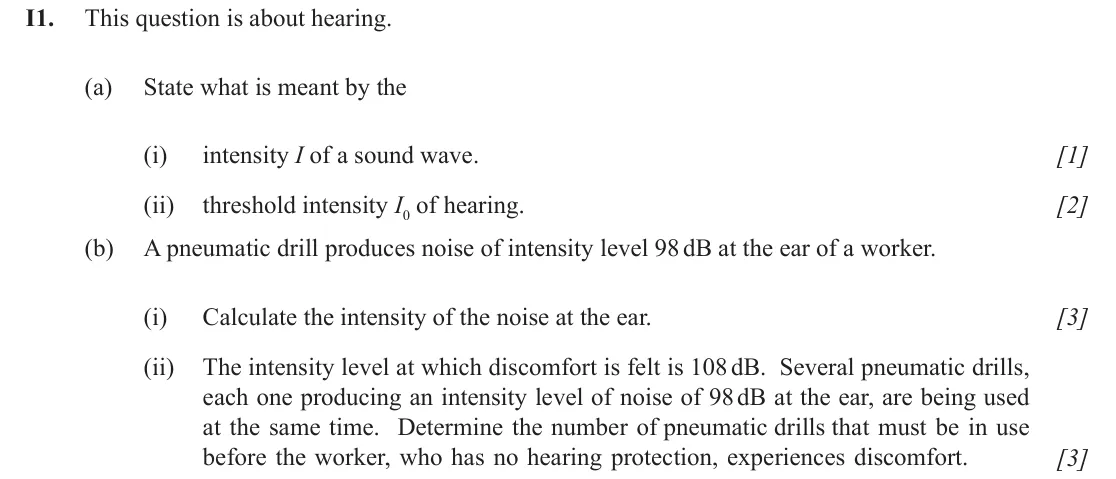 I1. This question is about hearing.
(a) State what is meant by the
(i) intensity I of a sound wave. [1]
(ii) threshold intensity I₀ of hearing. [2]
(b) A pneumatic drill produces noise of intensity level 98 dB at the ear of a worker.
(i) Calculate the intensity of the noise at the ear. [3]
(ii) The intensity level at which discomfort is felt is 108 dB. Several pneumatic drills,
each one producing an intensity level of noise of 98 dB at the ear, are being used
at the same time. Determine the number of pneumatic drills that must be in use
before the worker, who has no hearing protection, experiences discomfort. [3]